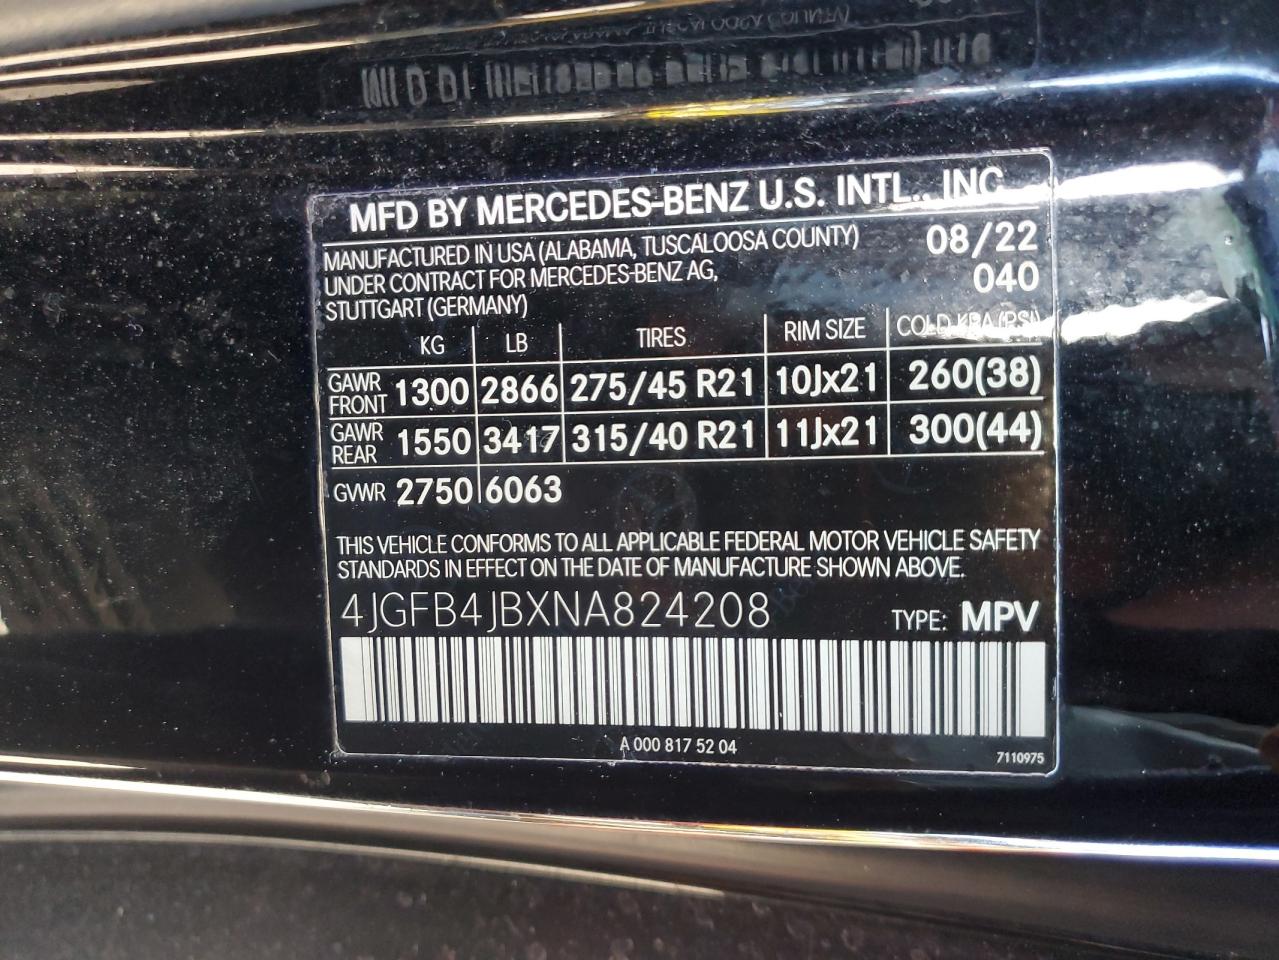 MFD BY MERCEDES-BENZ U.S. INTL., INC
MANUFACTURED IN USA (ALABAMA, TUSCALOOSA COUNTY) 08/22
UNDER CONTRACT FOR MERCEDES-BENZ AG, 040
STUTTGART (GERMANY)
KG LB TIRES RIM SIZE COLD KPA (PSI)
GAWR FRONT 1300 2866 275/45 R21 10Jx21 260(38)
GAWR REAR 1550 3417 315/40 R21 11Jx21 300(44)
GVWR 2750 6063
THIS VEHICLE CONFORMS TO ALL APPLICABLE FEDERAL MOTOR VEHICLE SAFETY
STANDARDS IN EFFECT ON THE DATE OF MANUFACTURE SHOWN ABOVE.
4JGFB4JBXNA824208 TYPE: MPV
A 000 817 52 04
7110975